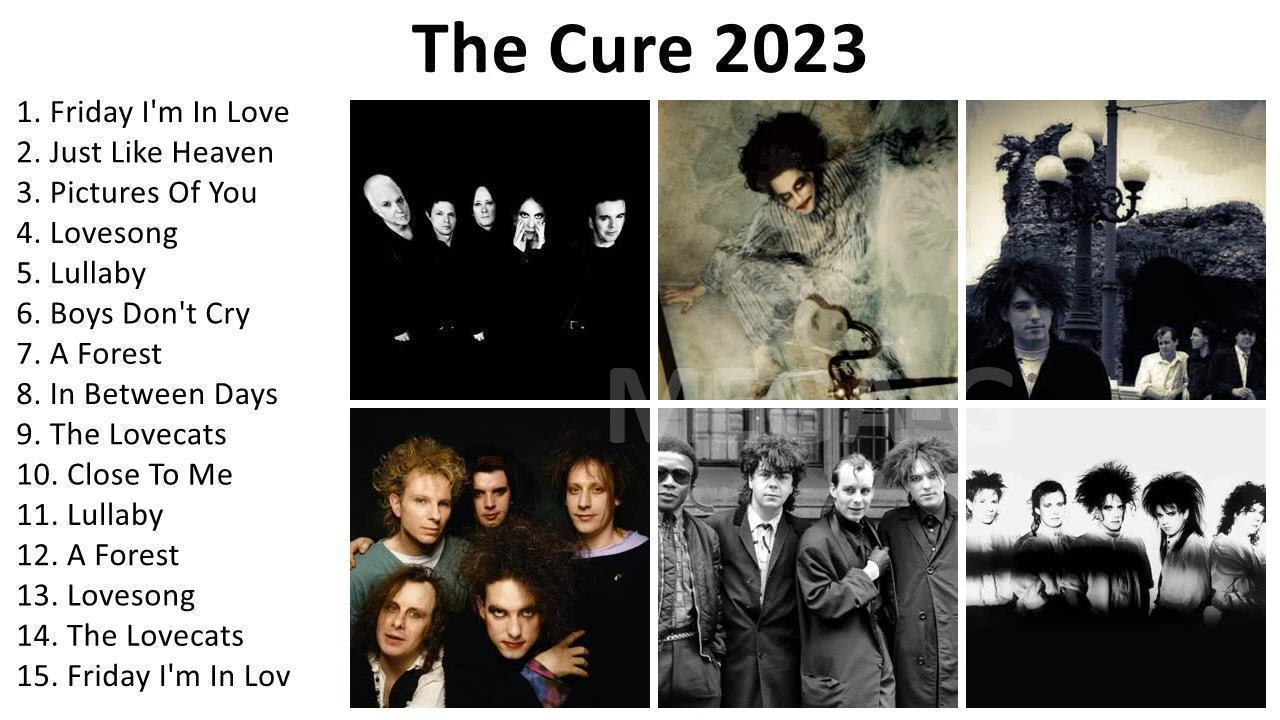 The Cure 2023
1. Friday I'm In Love
2. Just Like Heaven
3. Pictures Of You
4. Lovesong
5. Lullaby
6. Boys Don't Cry
7. A Forest
8. In Between Days
9. The Lovecats
10. Close To Me
11. Lullaby
12. A Forest
13. Lovesong
14. The Lovecats
15. Friday I'm In Lov